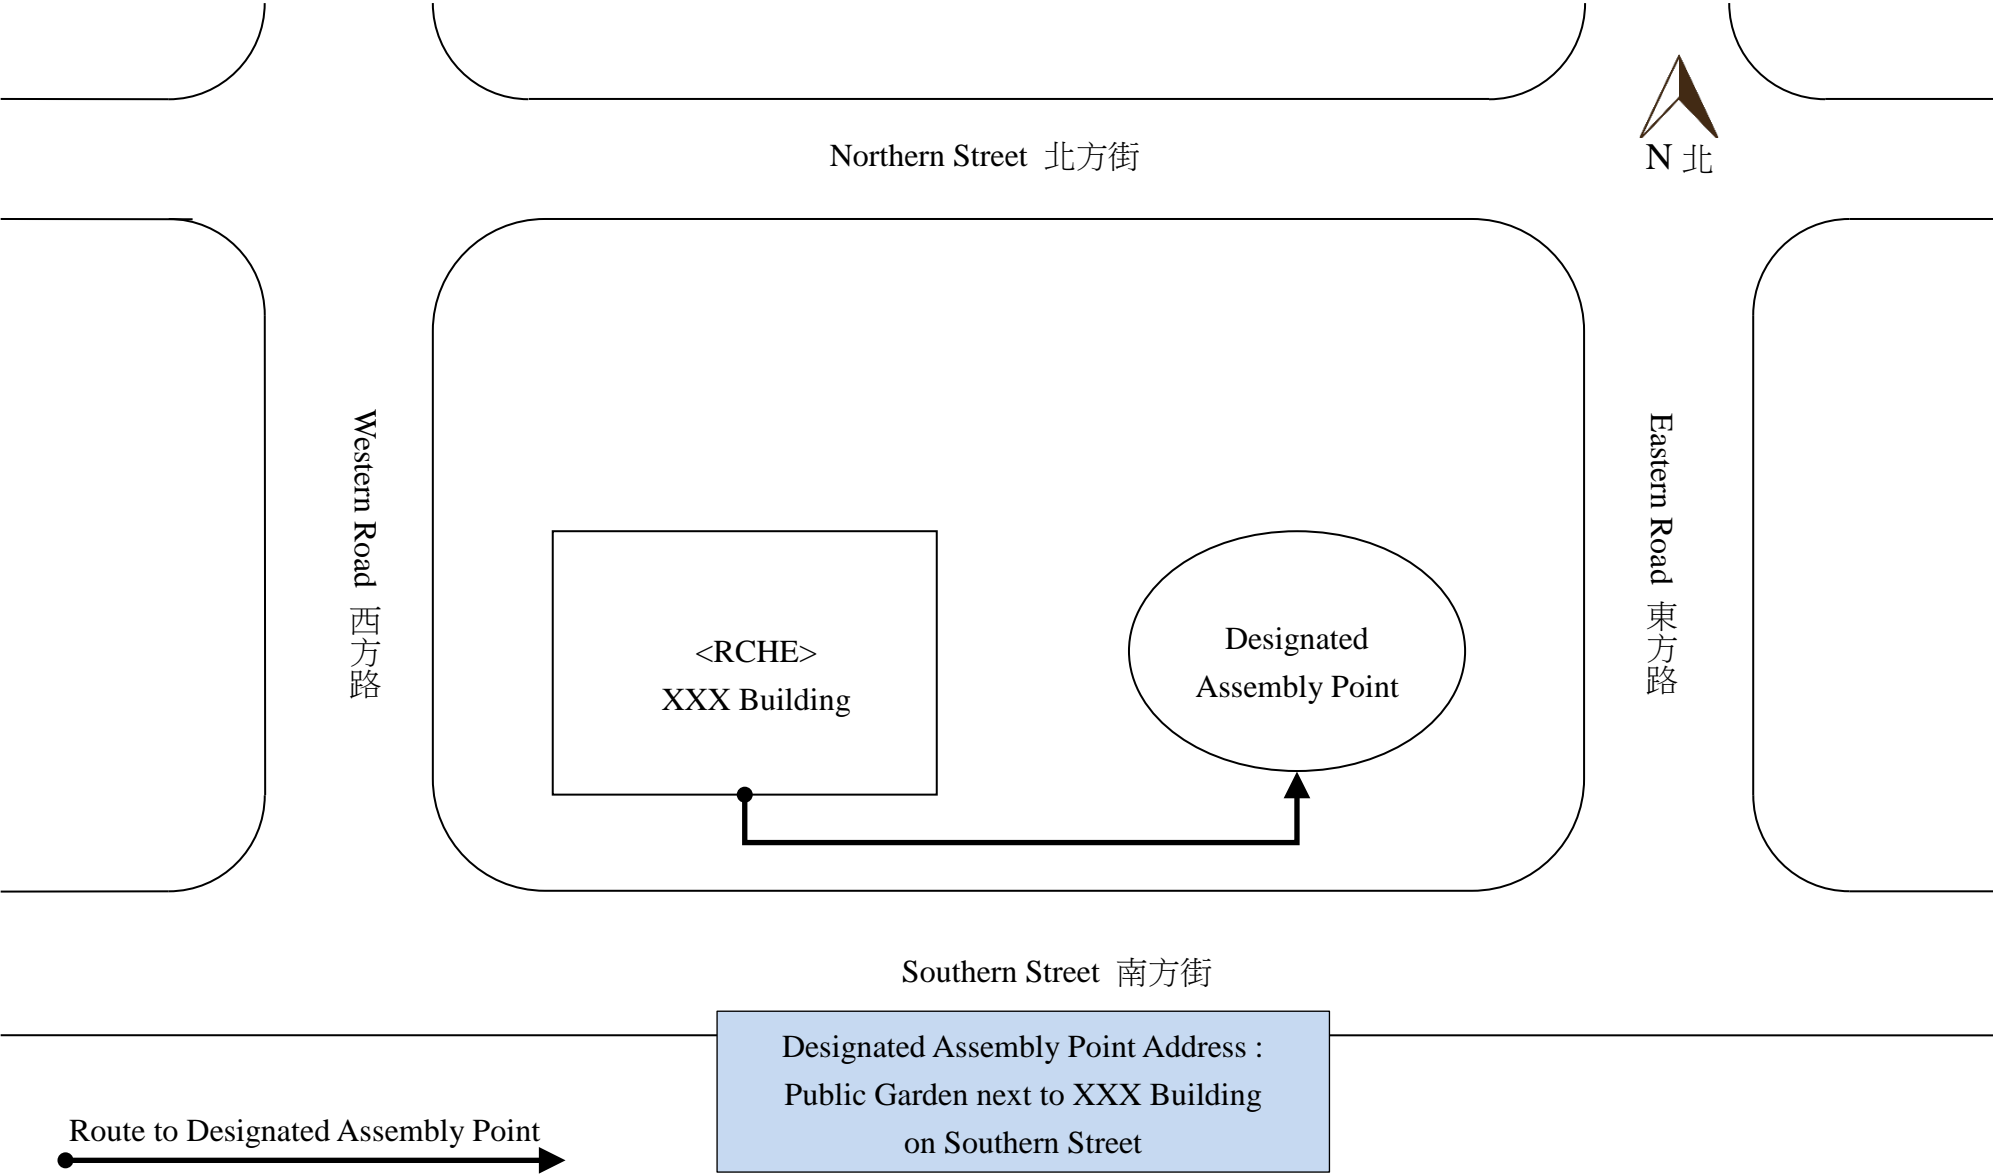 Northern Street 北方街
N 北
Western Road 西方路
Eastern Road 東方路
<RCHE>
XXX Building
Designated
Assembly Point
Southern Street 南方街
Designated Assembly Point Address :
Public Garden next to XXX Building
on Southern Street
Route to Designated Assembly Point